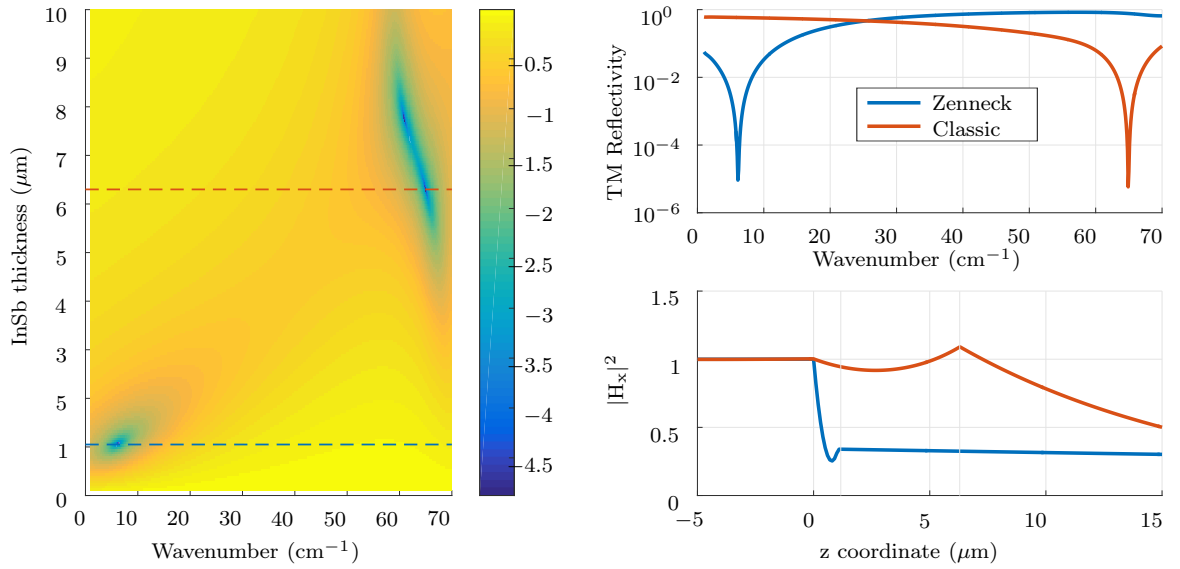 10
9
8
7
6
5
4
3
5
1
0
InSb thickness (μm)
0 10 20 30 40 50 60 70
Wavenumber (cm−1)
−0.5
−1
−1.5
−2
−2.5
−3
−3.5
−4
−4.5
10^0
10^−2
10^−4
10^−6
TM Reflectivity
Zenneck
Classic
0 10 20 30 40 50 60 70
Wavenumber (cm−1)
1.5
1
0.5
0
|Hx|²
−5 0 5 10 15
z coordinate (μm)